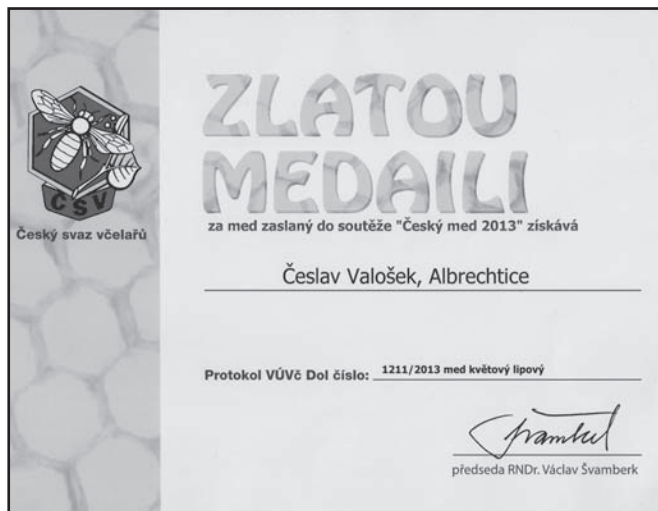 ČSV
Český svaz včelařů
ZLATOU
MEDAILI
za med zaslaný do soutěže "Český med 2013" získává
Česlav Valošek, Albrechtice
Protokol VÚVč Dol číslo: 1211/2013 med květový lipový
předseda RNDr. Václav Švamberk